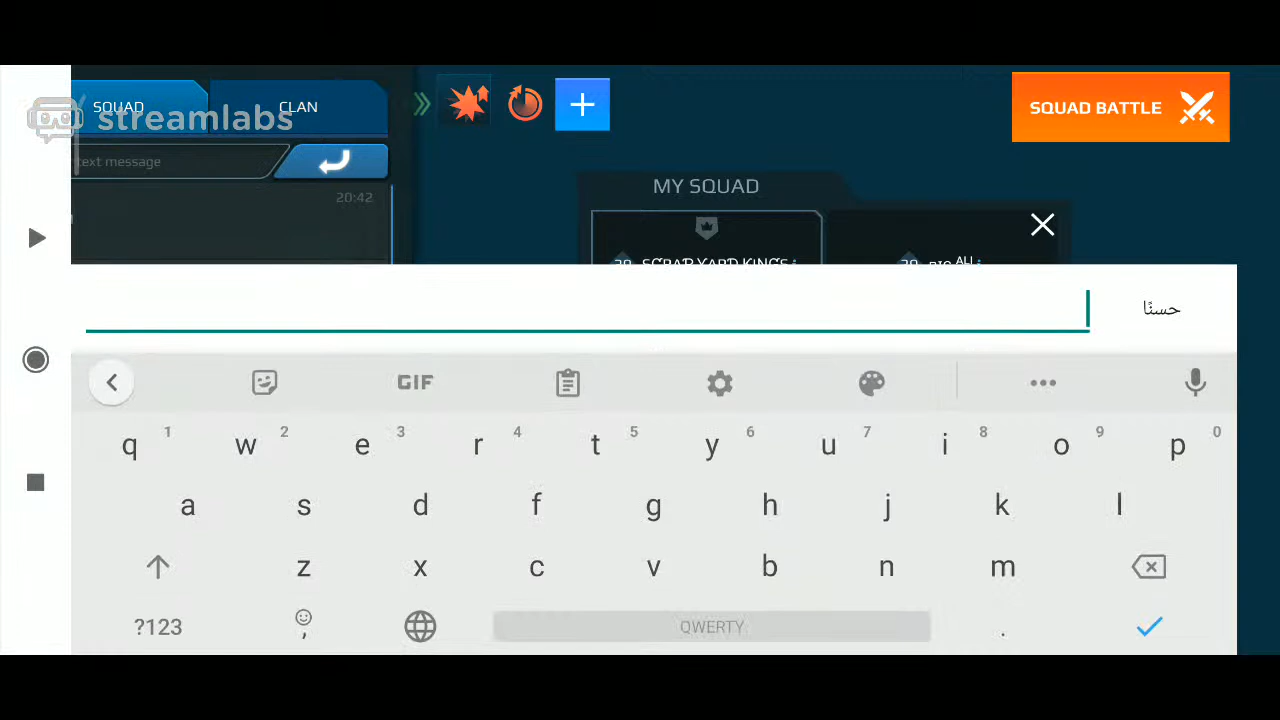 SQUAD
CLAN
streamlabs
SQUAD BATTLE
text message
20:42
MY SQUAD
حسنًا
GIF
q 1 w 2 e 3 r 4 t 5 y 6 u 7 i 8 o 9 p 0
a s d f g h j k l
z x c v b n m
?123 , QWERTY .